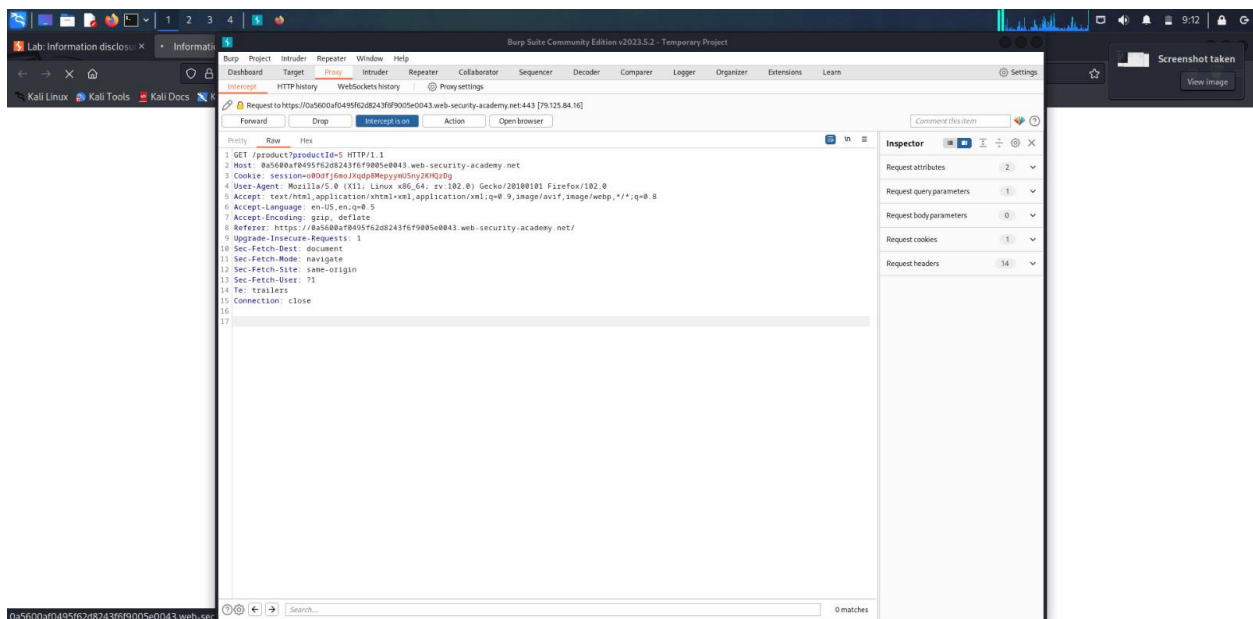 1 2 3 4
9:12
Lab: Information disclosu
Informati
Burp Suite Community Edition v2023.5.2 - Temporary Project
Screenshot taken
View image
Burp Project Intruder Repeater Window Help
Dashboard Target Proxy Intruder Repeater Collaborator Sequencer Decoder Comparer Logger Organizer Extensions Learn
Settings
Intercept HTTP history WebSockets history Proxy settings
Kali Linux Kali Tools Kali Docs
Request to https://0a5600af0495f62d8243f6f9005e0043.web-security-academy.net:443 [79.125.84.16]
Forward Drop Intercept is on Action Open browser
Comment this item
Pretty Raw Hex
\n
Inspector
1 GET /product?productId=5 HTTP/1.1
2 Host: 0a5600af0495f62d8243f6f9005e0043.web-security-academy.net
3 Cookie: session=o0Odfj6moJXqdp8MepyymU5ny2KHQzDg
4 User-Agent: Mozilla/5.0 (X11; Linux x86_64; rv:102.0) Gecko/20100101 Firefox/102.0
5 Accept: text/html,application/xhtml+xml,application/xml;q=0.9,image/avif,image/webp,*/*;q=0.8
6 Accept-Language: en-US,en;q=0.5
7 Accept-Encoding: gzip, deflate
8 Referer: https://0a5600af0495f62d8243f6f9005e0043.web-security-academy.net/
9 Upgrade-Insecure-Requests: 1
10 Sec-Fetch-Dest: document
11 Sec-Fetch-Mode: navigate
12 Sec-Fetch-Site: same-origin
13 Sec-Fetch-User: ?1
14 Te: trailers
15 Connection: close
16
17
Request attributes 2
Request query parameters 1
Request body parameters 0
Request cookies 1
Request headers 14
Search...
0 matches
0a5600af0495f62d8243f6f9005e0043.web-sec